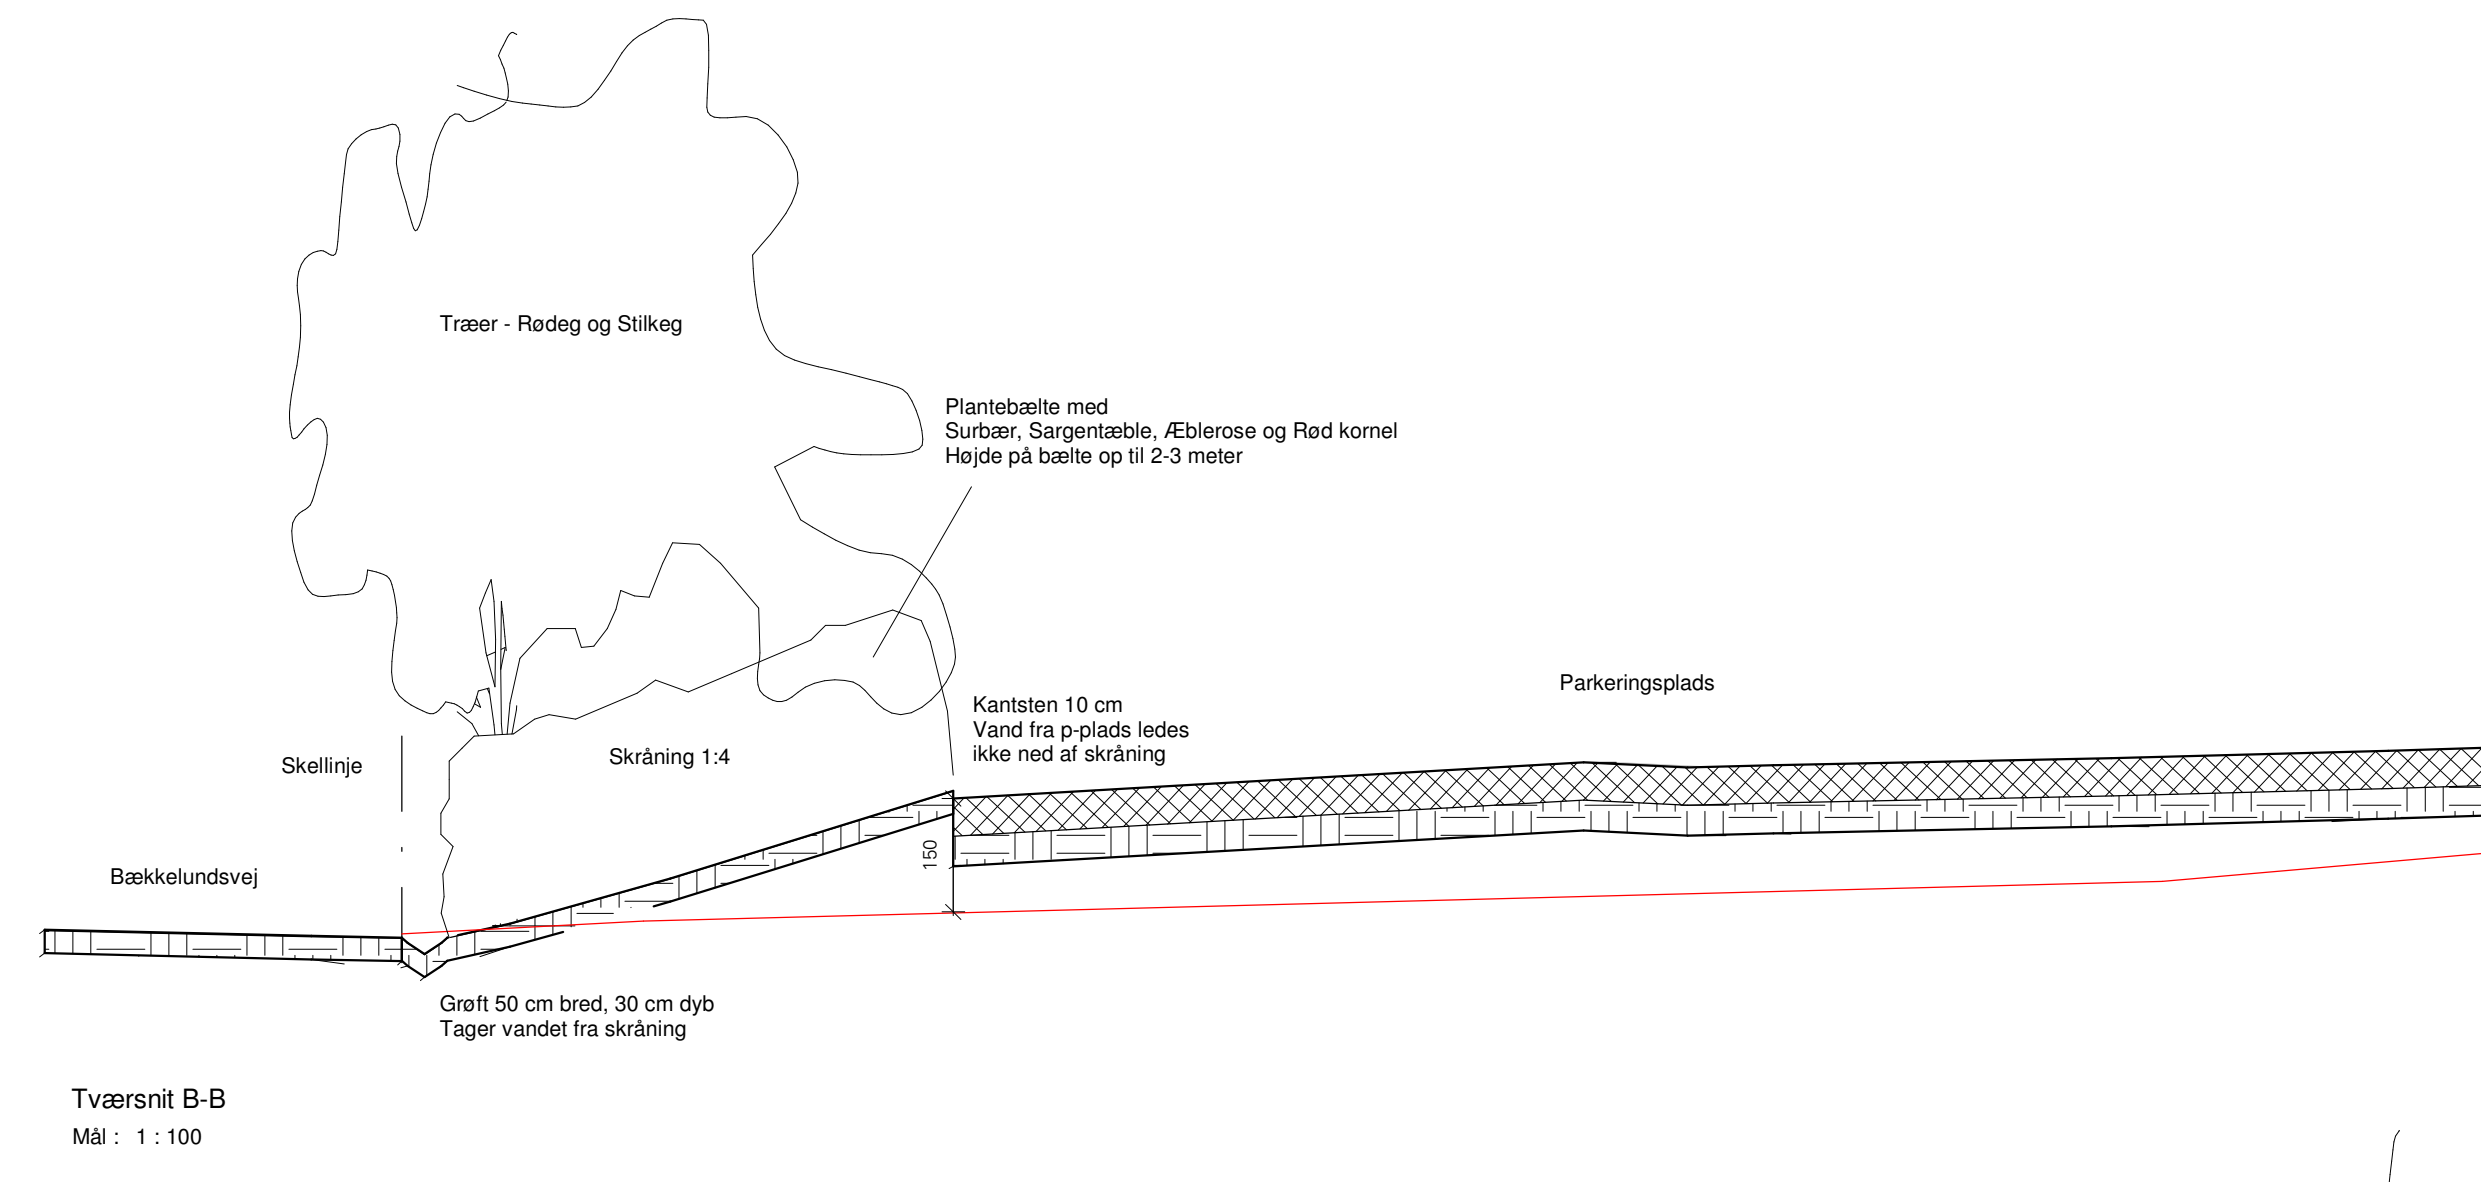 Træer - Rødeg og Stilkeg
Plantebælte med
Surbær, Sargentæble, Æblerose og Rød kornel
Højde på bælte op til 2-3 meter
Parkeringsplads
Kantsten 10 cm
Vand fra p-plads ledes
ikke ned af skråning
Skråning 1:4
Skellinje
150
Bækkelundsvej
Grøft 50 cm bred, 30 cm dyb
Tager vandet fra skråning
Tværsnit B-B
Mål : 1 : 100